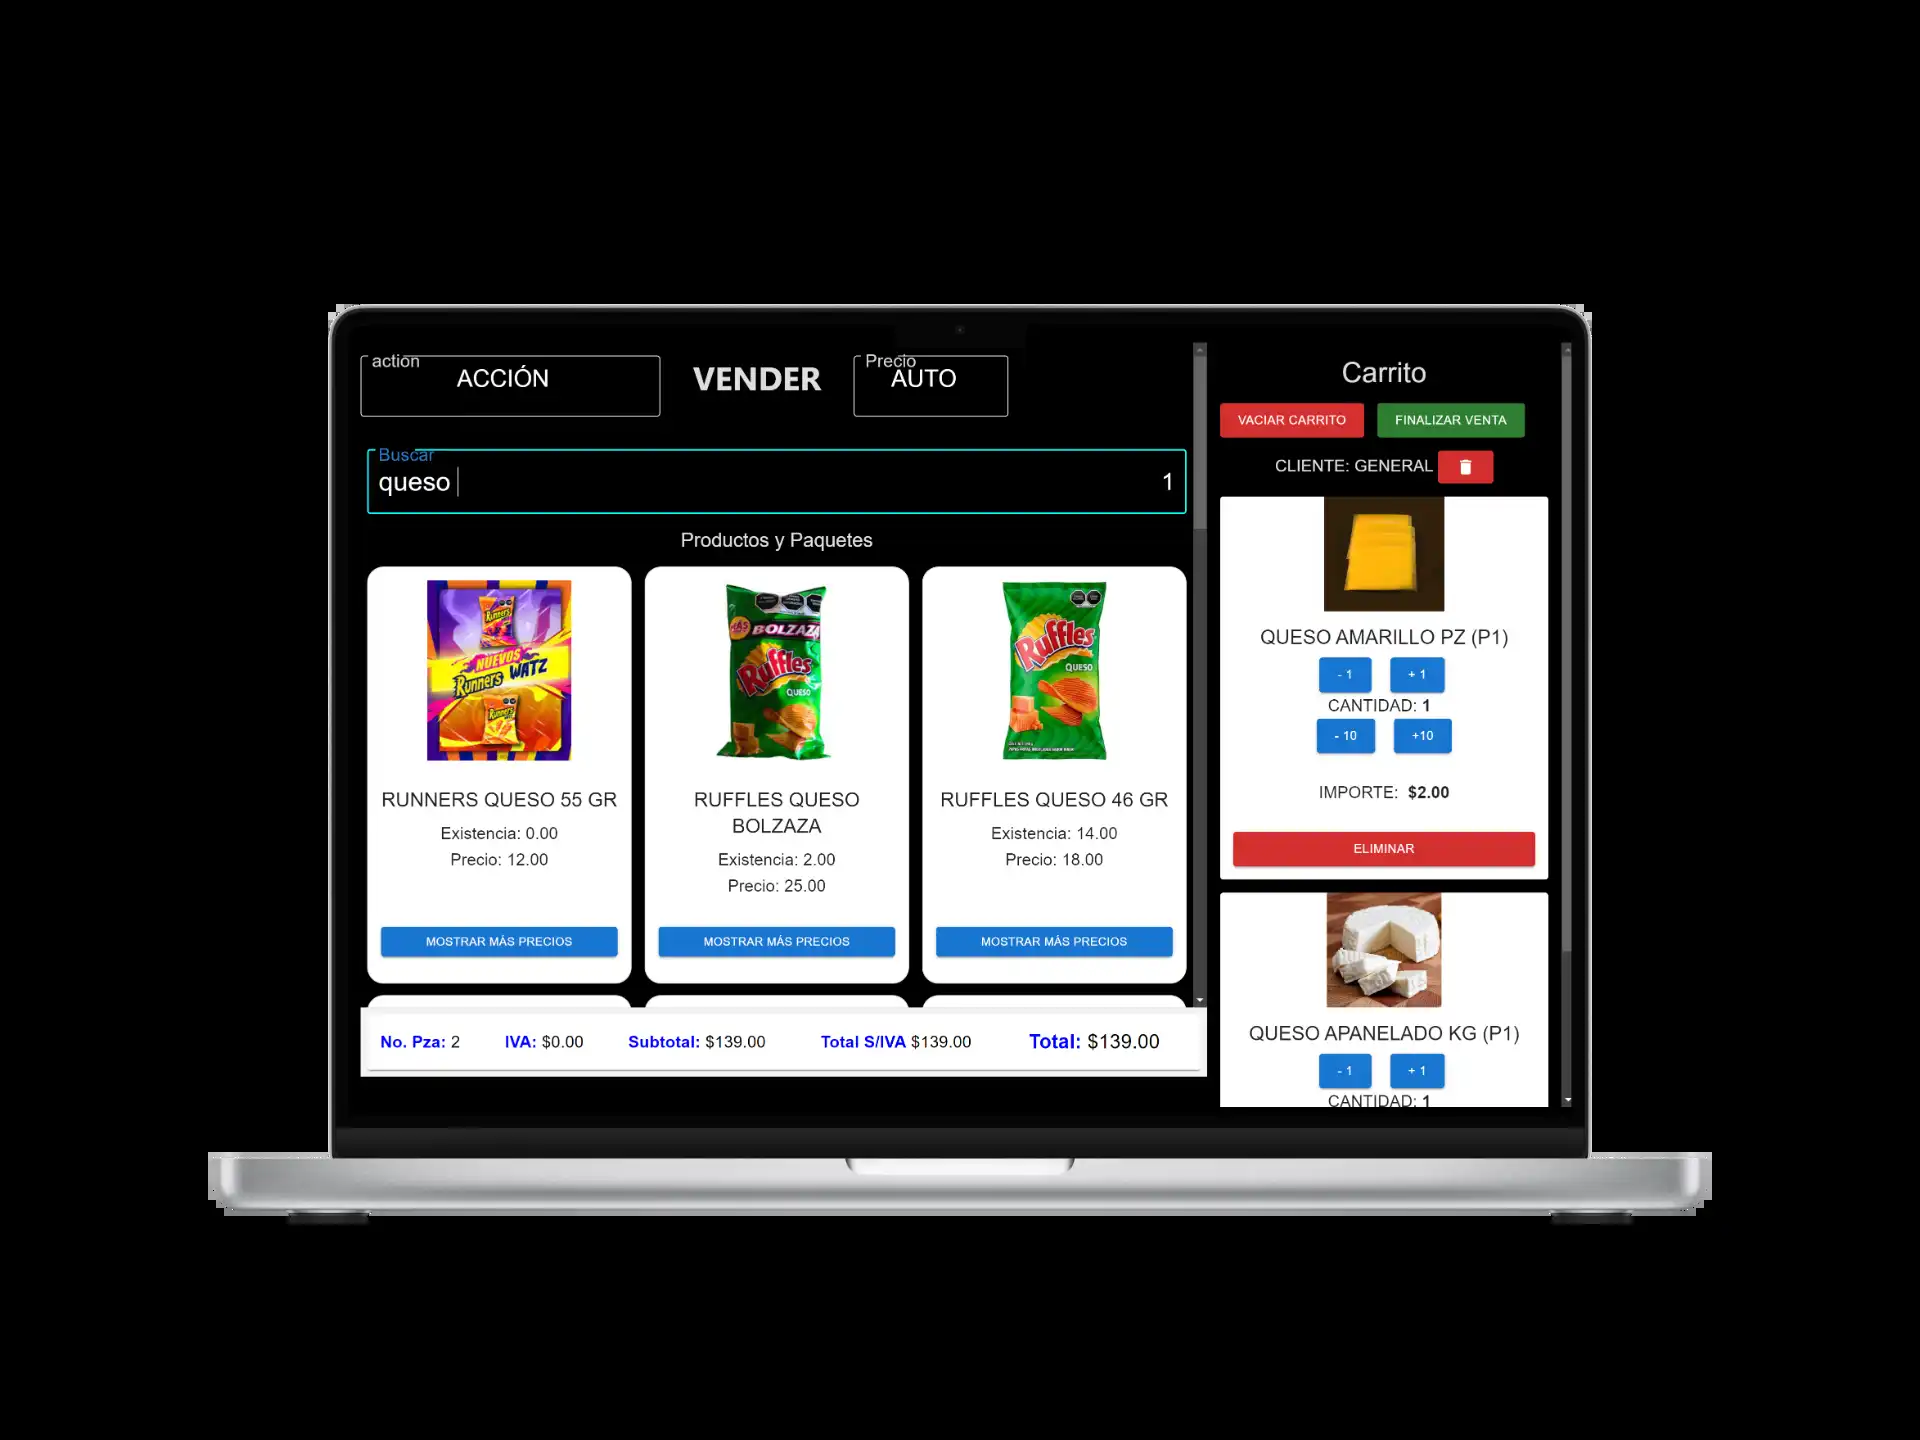 action
ACCIÓN
VENDER
Precio
AUTO
Buscar
queso
1
Productos y Paquetes
NUEVOS
Runners WATZ
Runners
Runners
RUNNERS QUESO 55 GR
Existencia: 0.00
Precio: 12.00
MOSTRAR MÁS PRECIOS
MÁS
BOLZAZA
Ruffles
QUESO
RUFFLES QUESO
BOLZAZA
Existencia: 2.00
Precio: 25.00
MOSTRAR MÁS PRECIOS
Ruffles
QUESO
RUFFLES QUESO 46 GR
Existencia: 14.00
Precio: 18.00
MOSTRAR MÁS PRECIOS
No. Pza: 2
IVA: $0.00
Subtotal: $139.00
Total S/IVA $139.00
Total: $139.00
Carrito
VACIAR CARRITO
FINALIZAR VENTA
CLIENTE: GENERAL
QUESO AMARILLO PZ (P1)
- 1
+ 1
CANTIDAD: 1
- 10
+10
IMPORTE: $2.00
ELIMINAR
QUESO APANELADO KG (P1)
- 1
+ 1
CANTIDAD: 1